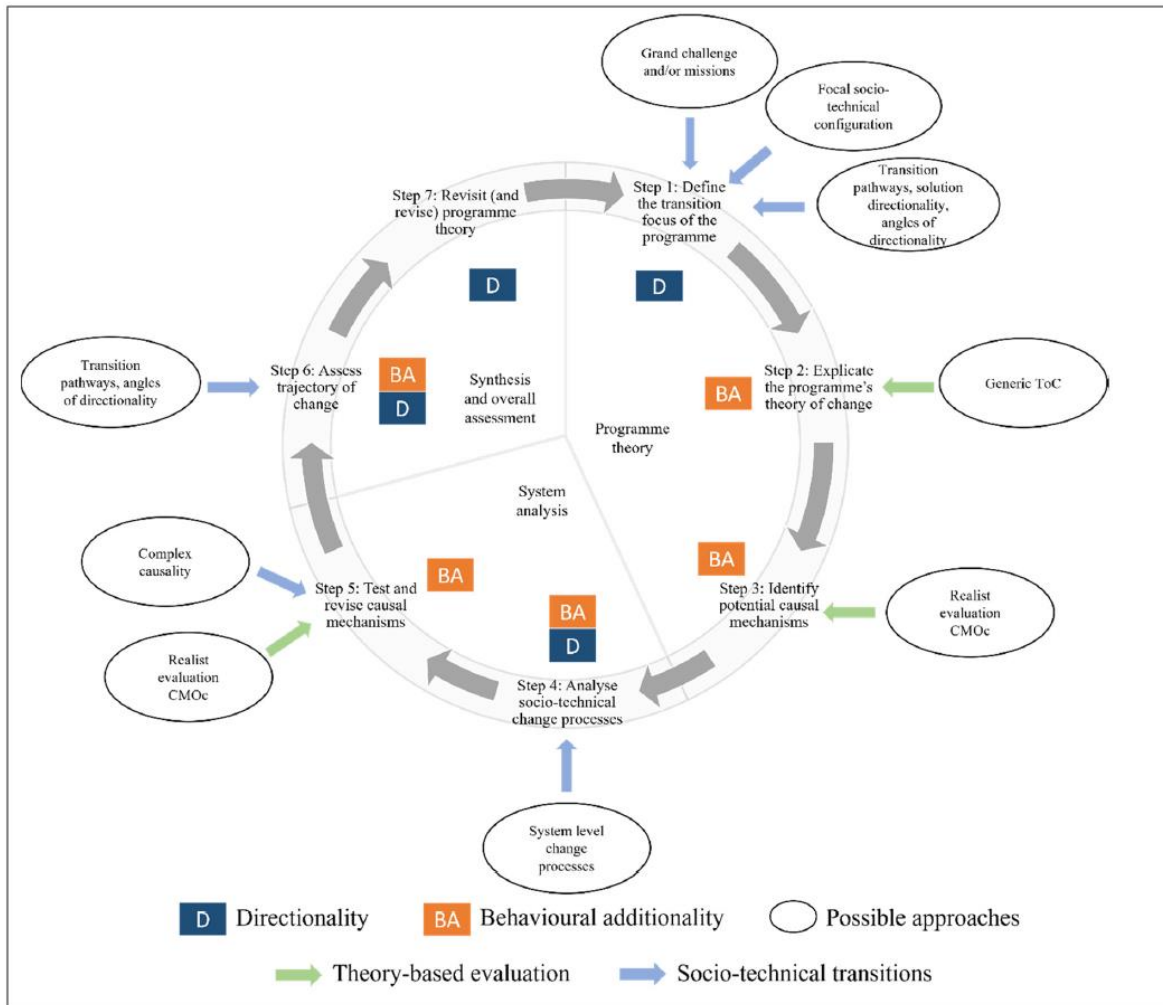 Grand challenge
and/or missions
Focal socio-
technical
configuration
Transition
pathways, solution
directionality,
angles of
directionality
Step 7: Revisit (and
revise) programme
theory
Step 1: Define
the transition
focus of the
programme
D
D
Transition
pathways, angles
of directionality
Step 6: Assess
trajectory of
change
BA
D
Synthesis
and overall
assessment
Programme
theory
BA
Step 2: Explicate
the programme's
theory of change
Generic ToC
System
analysis
Complex
causality
Step 5: Test and
revise causal
mechanisms
BA
BA
Step 3: Identify
potential causal
mechanisms
Realist
evaluation
CMOc
Realist
evaluation
CMOc
BA
D
Step 4: Analyse
socio-technical
change processes
System level
change
processes
D Directionality
BA Behavioural additionality
Possible approaches
Theory-based evaluation
Socio-technical transitions